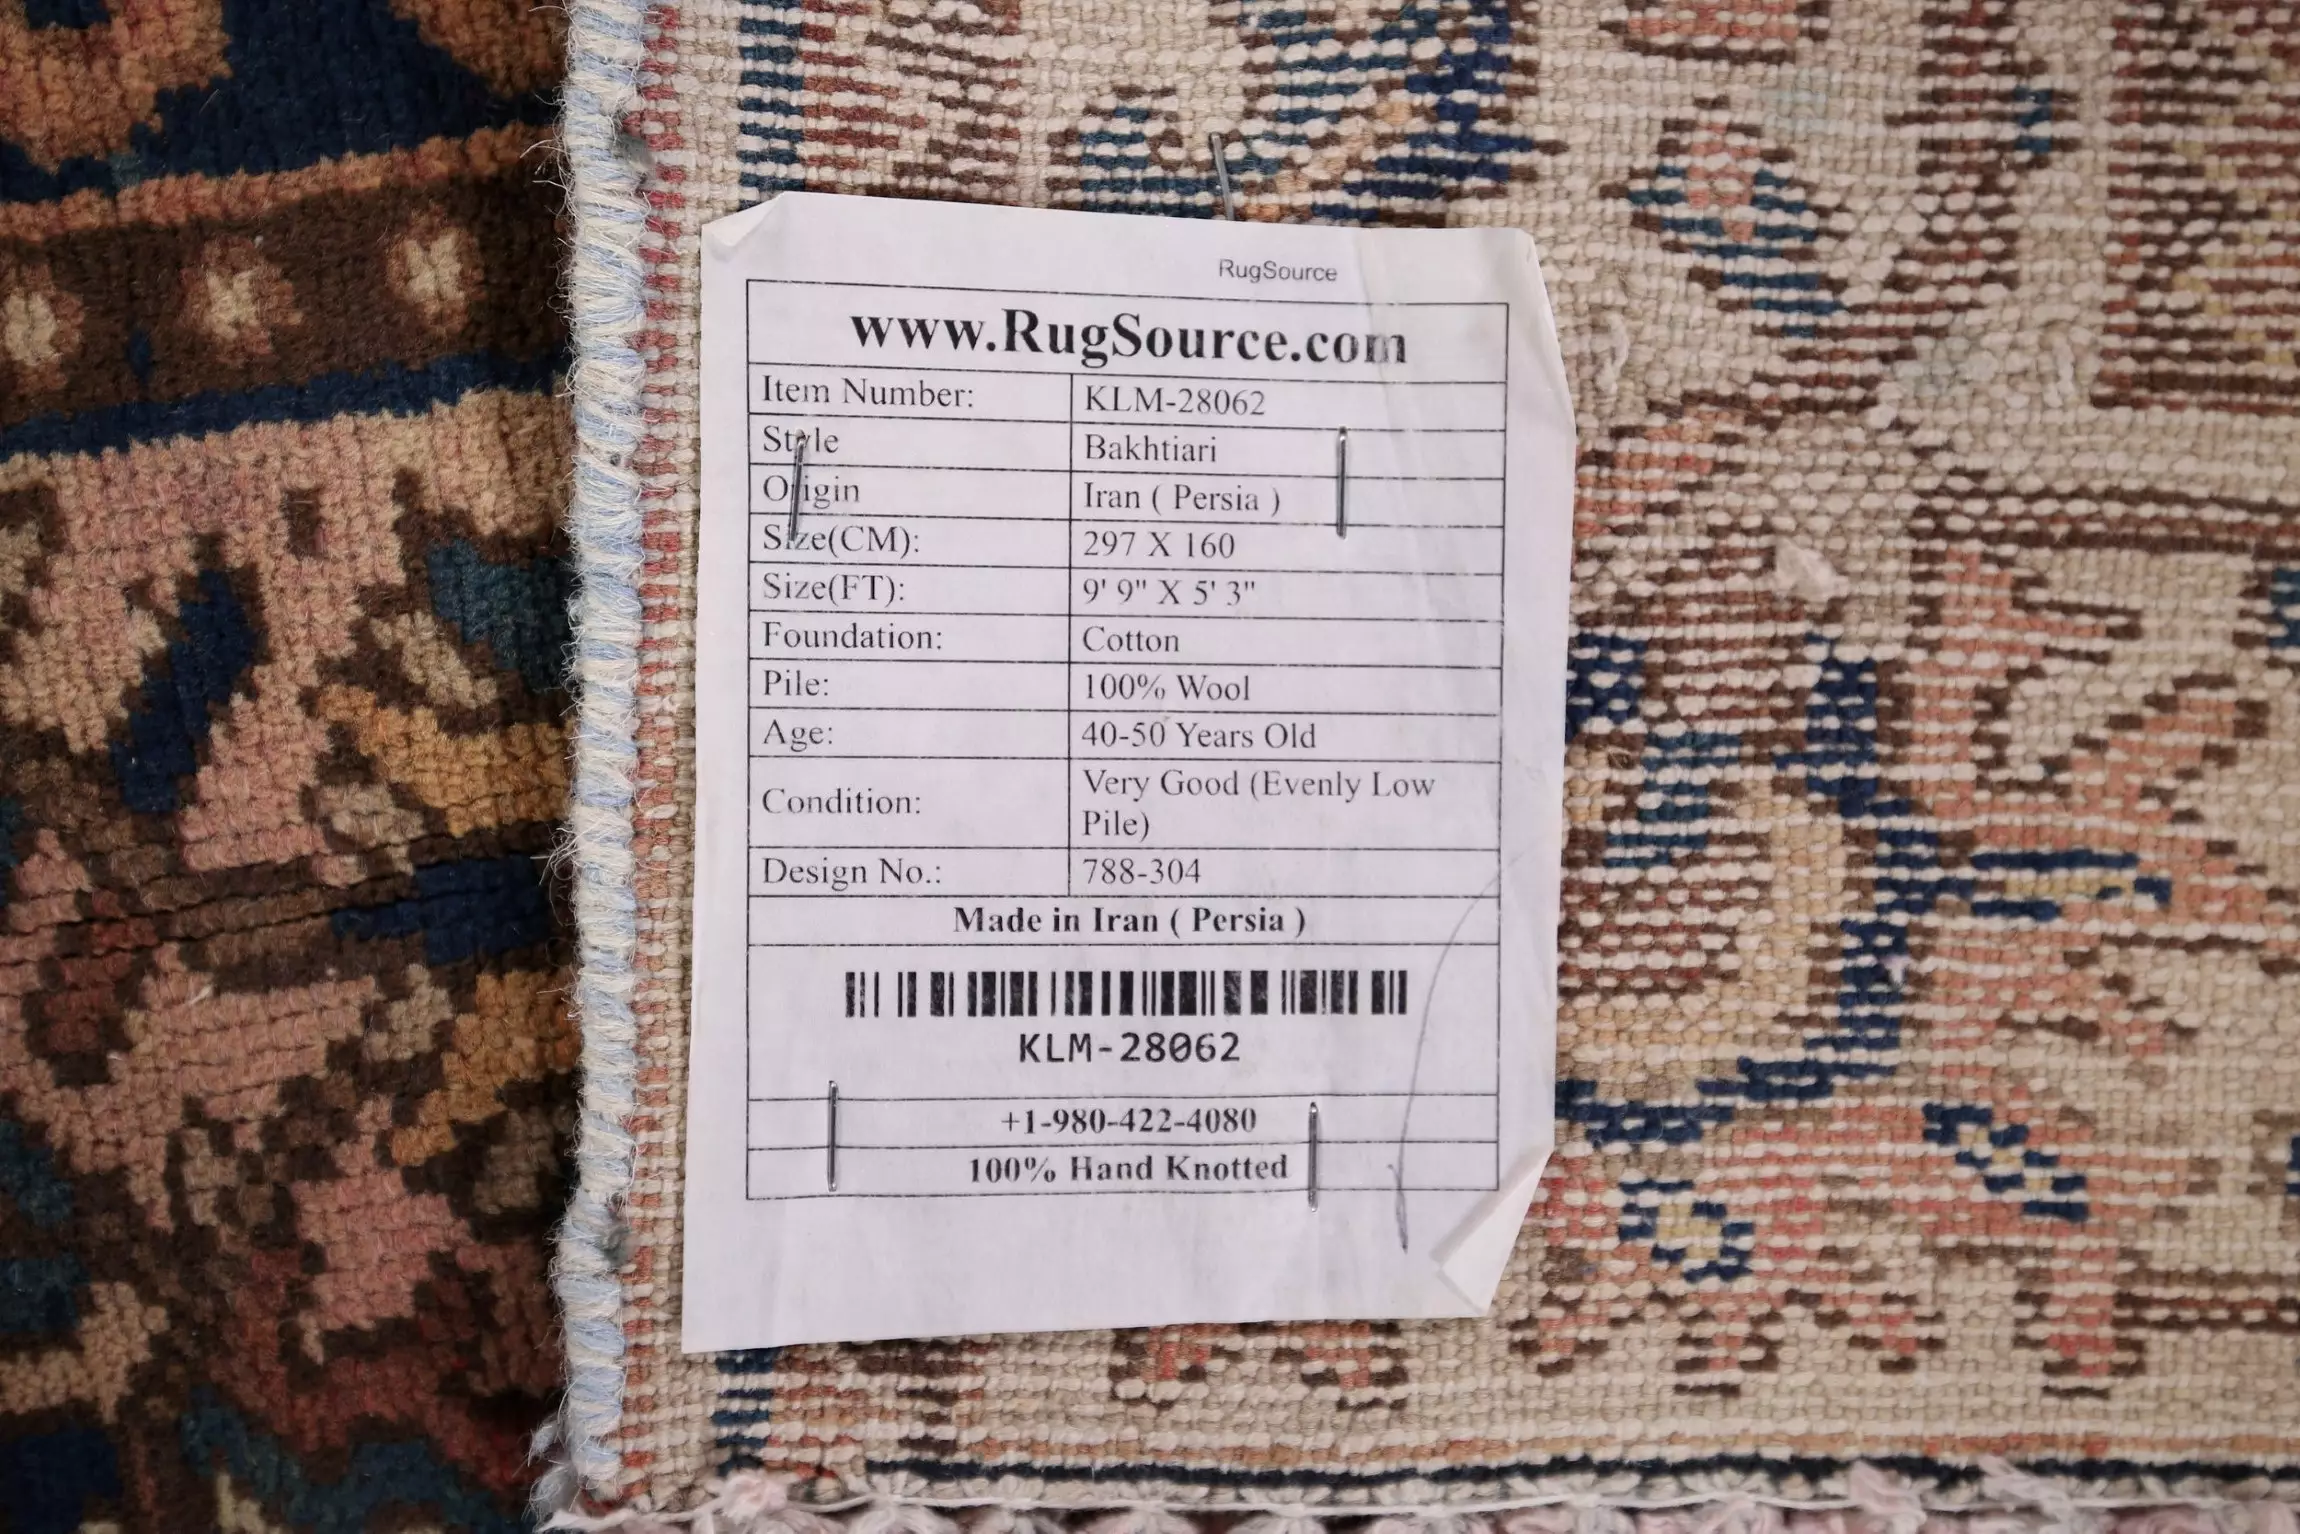 RugSource
www.RugSource.com
Item Number: KLM-28062
Style Bakhtiari
Origin Iran ( Persia )
Size(CM): 297 X 160
Size(FT): 9' 9" X 5' 3"
Foundation: Cotton
Pile: 100% Wool
Age: 40-50 Years Old
Condition: Very Good (Evenly Low
Pile)
Design No.: 788-304
Made in Iran ( Persia )
KLM-28062
+1-980-422-4080
100% Hand Knotted